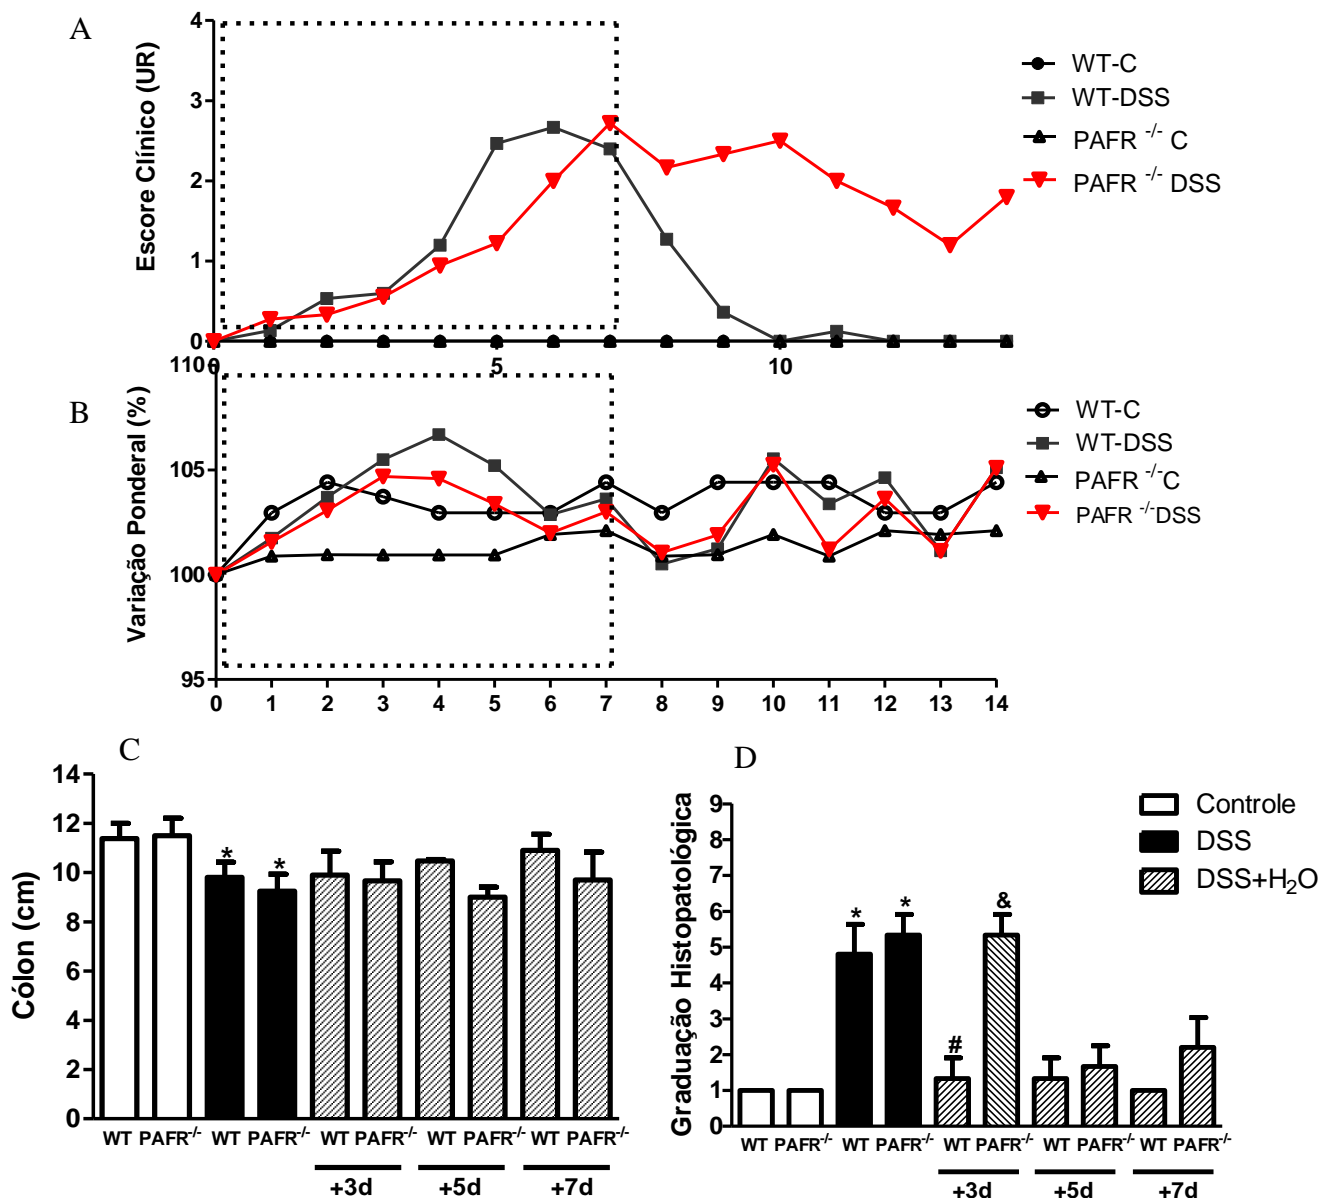 A
Escore Clínico (UR)
4
3
2
1
0
0
5
10
WT-C
WT-DSS
PAFR -/- C
PAFR -/- DSS
B
Variação Ponderal (%)
110
105
100
95
0 1 2 3 4 5 6 7 8 9 10 11 12 13 14
WT-C
WT-DSS
PAFR -/-C
PAFR -/-DSS
C
Cólon (cm)
14
12
10
8
6
4
2
0
* *
WT PAFR-/- WT PAFR-/- WT PAFR-/- WT PAFR-/- WT PAFR-/-
+3d +5d +7d
D
Graduação Histopatológica
9
8
7
6
5
4
3
2
1
0
* * # &
WT PAFR-/- WT PAFR-/- WT PAFR-/- WT PAFR-/- WT PAFR-/-
+3d +5d +7d
Controle
DSS
DSS+H₂O